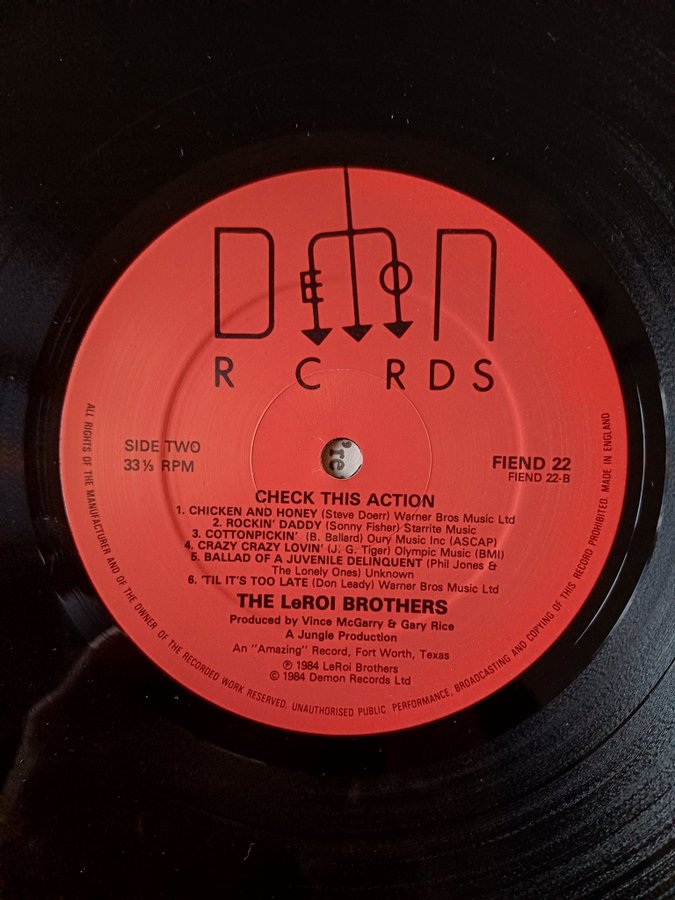 DEMON
RECORDS
SIDE TWO
33⅓ RPM
FIEND 22
FIEND 22-B
're
CHECK THIS ACTION
1. CHICKEN AND HONEY (Steve Doerr) Warner Bros Music Ltd
2. ROCKIN' DADDY (Sonny Fisher) Starrite Music
3. COTTONPICKIN' (B. Ballard) Oury Music Inc (ASCAP)
4. CRAZY CRAZY LOVIN' (J. G. Tiger) Olympic Music (BMI)
5. BALLAD OF A JUVENILE DELINQUENT (Phil Jones &
The Lonely Ones) Unknown
6. 'TIL IT'S TOO LATE (Don Leady) Warner Bros Music Ltd
THE LeROI BROTHERS
Produced by Vince McGarry & Gary Rice
A Jungle Production
An "Amazing" Record, Fort Worth, Texas
℗ 1984 LeRoi Brothers
© 1984 Demon Records Ltd
ALL RIGHTS OF THE MANUFACTURER AND OF THE OWNER OF THE RECORDED WORK RESERVED. UNAUTHORISED PUBLIC PERFORMANCE, BROADCASTING AND COPYING OF THIS RECORD PROHIBITED. MADE IN ENGLAND